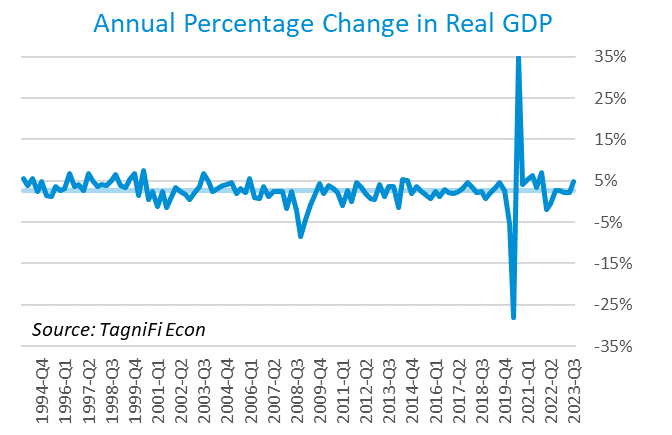 Annual Percentage Change in Real GDP
35%
25%
15%
5%
-5%
-15%
-25%
-35%
Source: TagniFi Econ
1994-Q4
1996-Q1
1997-Q2
1998-Q3
1999-Q4
2001-Q1
2002-Q2
2003-Q3
2004-Q4
2006-Q1
2007-Q2
2008-Q3
2009-Q4
2011-Q1
2012-Q2
2013-Q3
2014-Q4
2016-Q1
2017-Q2
2018-Q3
2019-Q4
2021-Q1
2022-Q2
2023-Q3